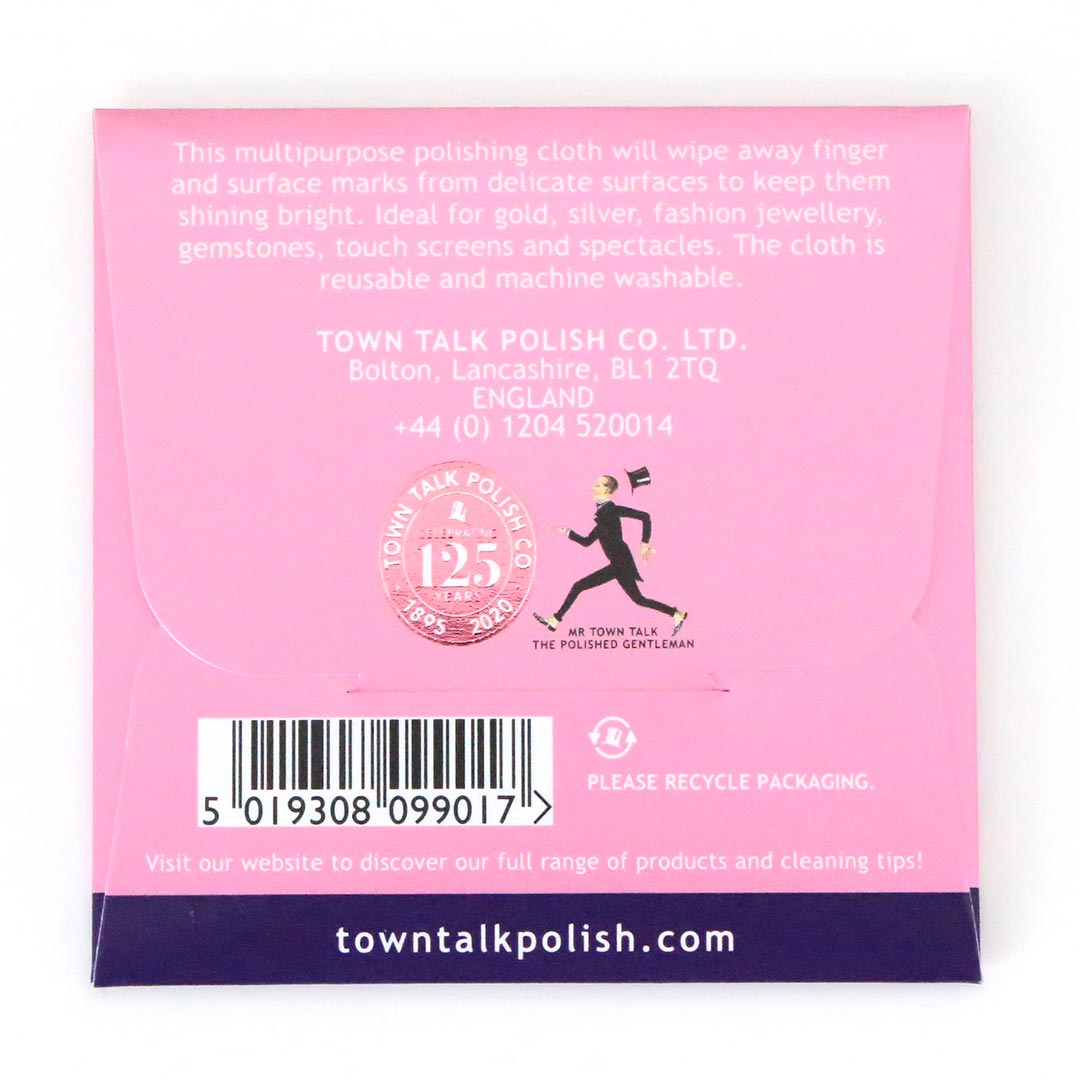 This multipurpose polishing cloth will wipe away finger
and surface marks from delicate surfaces to keep them
shining bright. Ideal for gold, silver, fashion jewellery,
gemstones, touch screens and spectacles. The cloth is
reusable and machine washable.
TOWN TALK POLISH CO. LTD.
Bolton, Lancashire, BL1 2TQ
ENGLAND
+44 (0) 1204 520014
TOWN TALK POLISH CO
CELEBRATING
125
YEARS
1895 2020
MR TOWN TALK
THE POLISHED GENTLEMAN
5 019308 099017 >
PLEASE RECYCLE PACKAGING.
Visit our website to discover our full range of products and cleaning tips!
towntalkpolish.com